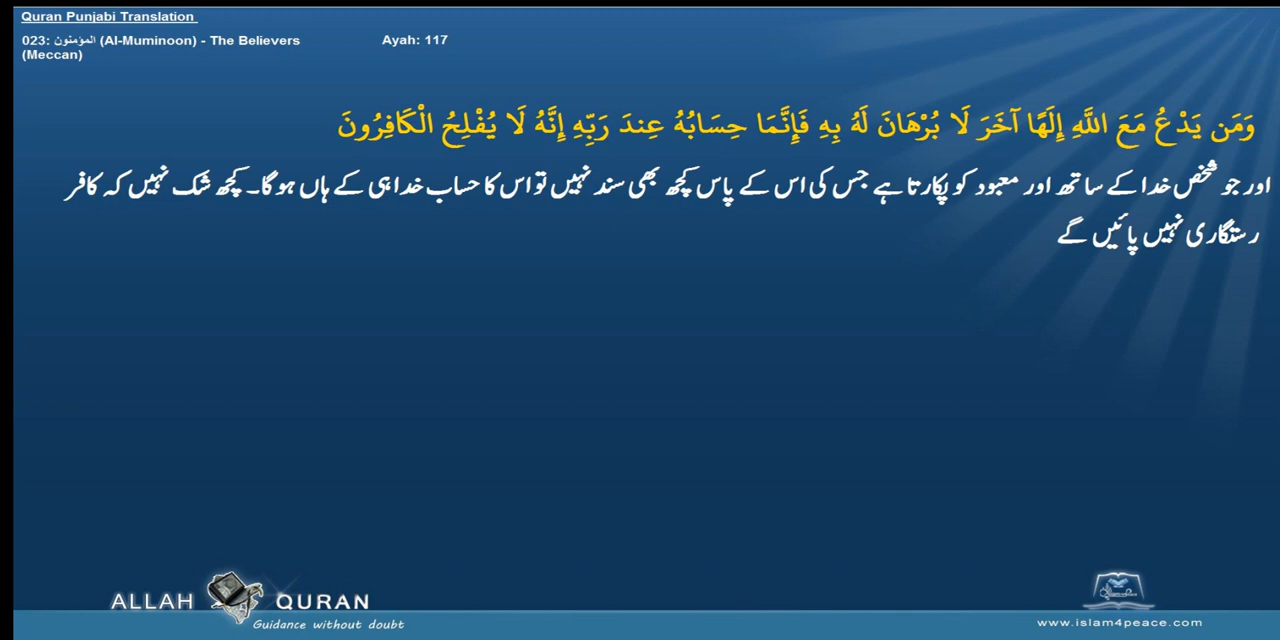 Quran Punjabi Translation
023: المؤمنون (Al-Muminoon) - The Believers
(Meccan)
Ayah: 117
وَمَن يَدْعُ مَعَ اللَّهِ إِلَهًا آخَرَ لَا بُرْهَانَ لَهُ بِهِ فَإِنَّمَا حِسَابُهُ عِندَ رَبِّهِ إِنَّهُ لَا يُفْلِحُ الْكَافِرُونَ
اور جو شخص خدا کے ساتھ اور معبود کو پکارتا ہے جس کی اس کے پاس کچھ بھی سند نہیں تو اس کا حساب خدا ہی کے ہاں ہو گا۔ کچھ شک نہیں کہ کافر
رستگاری نہیں پائیں گے
ALLAH QURAN
Guidance without doubt
www.islam4peace.com